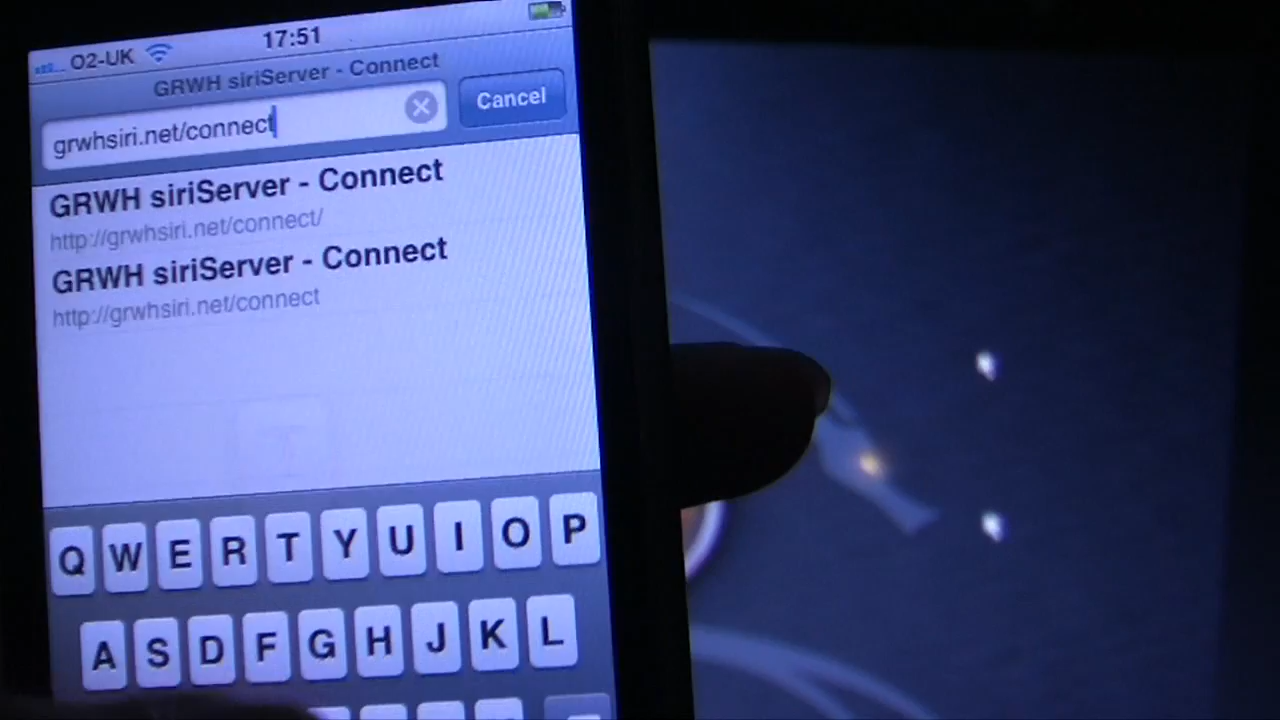 O2-UK 17:51
GRWH siriServer - Connect
grwhsiri.net/connect Cancel
GRWH siriServer - Connect
http://grwhsiri.net/connect/
GRWH siriServer - Connect
http://grwhsiri.net/connect
Q W E R T Y U I O P
A S D F G H J K L